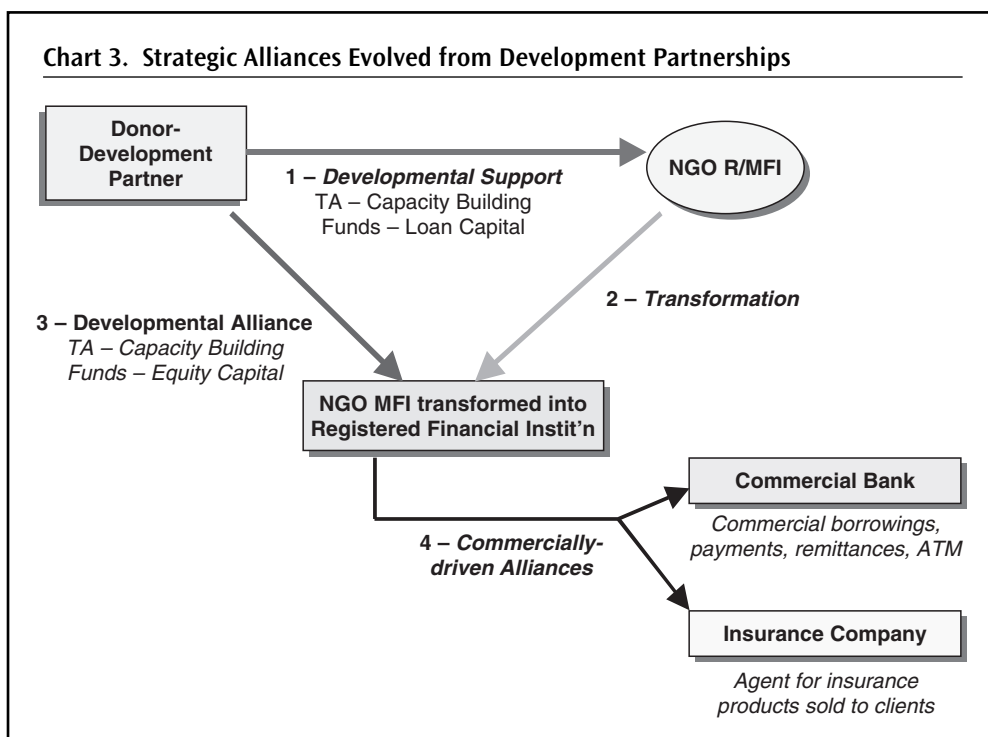 Chart 3. Strategic Alliances Evolved from Development Partnerships
Donor-
Development
Partner
NGO R/MFI
1 – Developmental Support
TA – Capacity Building
Funds – Loan Capital
2 – Transformation
3 – Developmental Alliance
TA – Capacity Building
Funds – Equity Capital
NGO MFI transformed into
Registered Financial Instit'n
4 – Commercially-
driven Alliances
Commercial Bank
Commercial borrowings,
payments, remittances, ATM
Insurance Company
Agent for insurance
products sold to clients